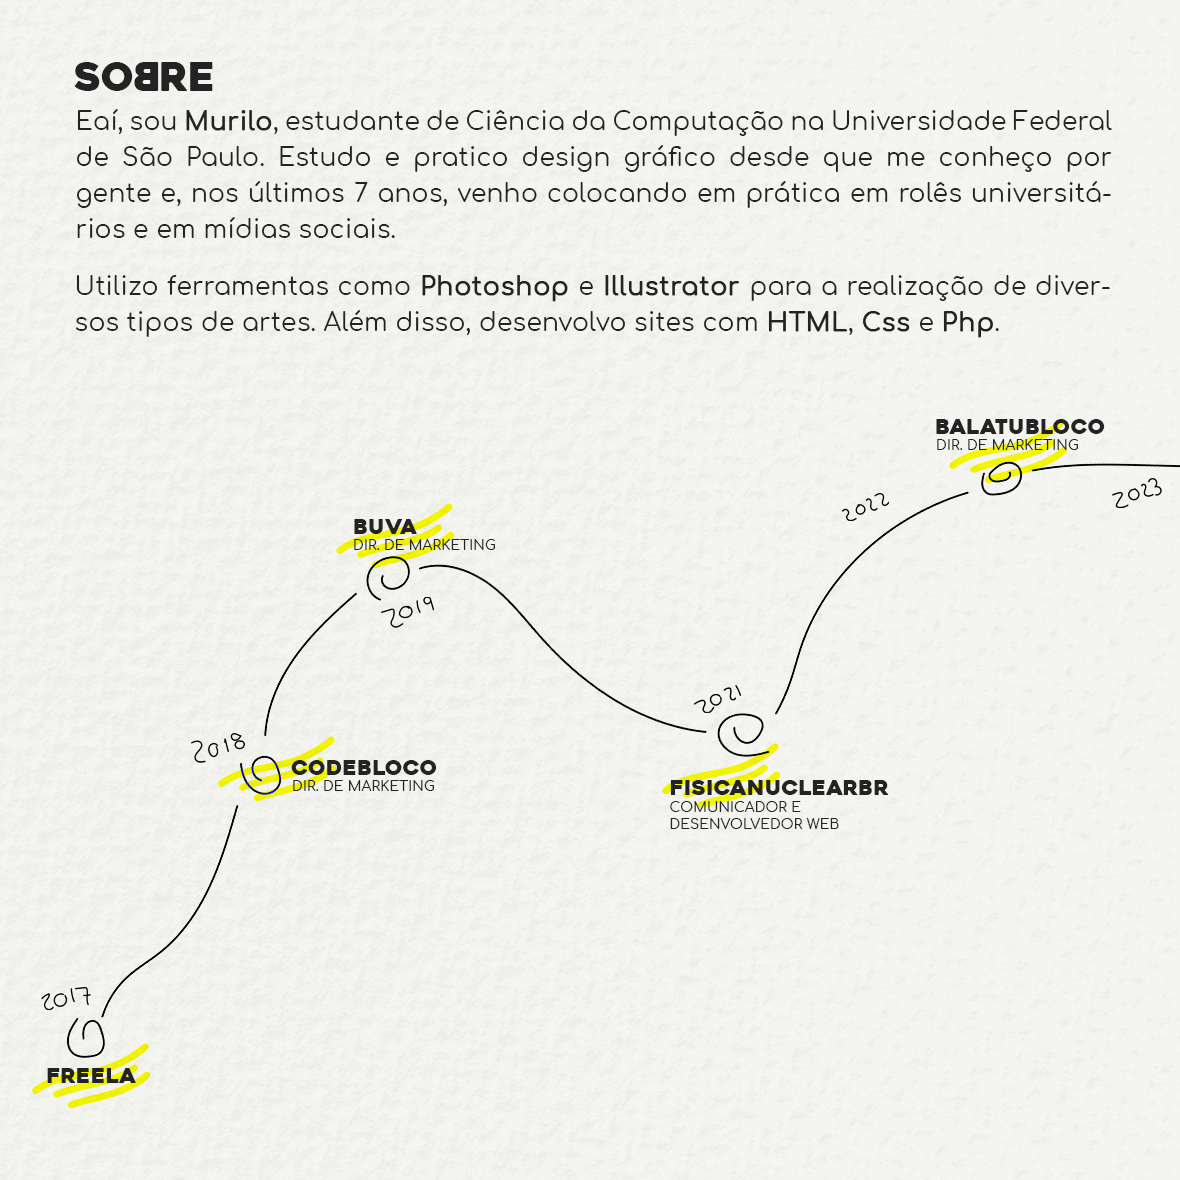 SOBRE
Eaí, sou Murilo, estudante de Ciência da Computação na Universidade Federal
de São Paulo. Estudo e pratico design gráfico desde que me conheço por
gente e, nos últimos 7 anos, venho colocando em prática em rolês universitá-
rios e em mídias sociais.
Utilizo ferramentas como Photoshop e Illustrator para a realização de diver-
sos tipos de artes. Além disso, desenvolvo sites com HTML, Css e Php.
BALATUBLOCO
DIR. DE MARKETING
2023
2022
BUVA
DIR. DE MARKETING
2019
2021
FISICANUCLEARBR
COMUNICADOR E
DESENVOLVEDOR WEB
2018
CODEBLOCO
DIR. DE MARKETING
2017
FREELA